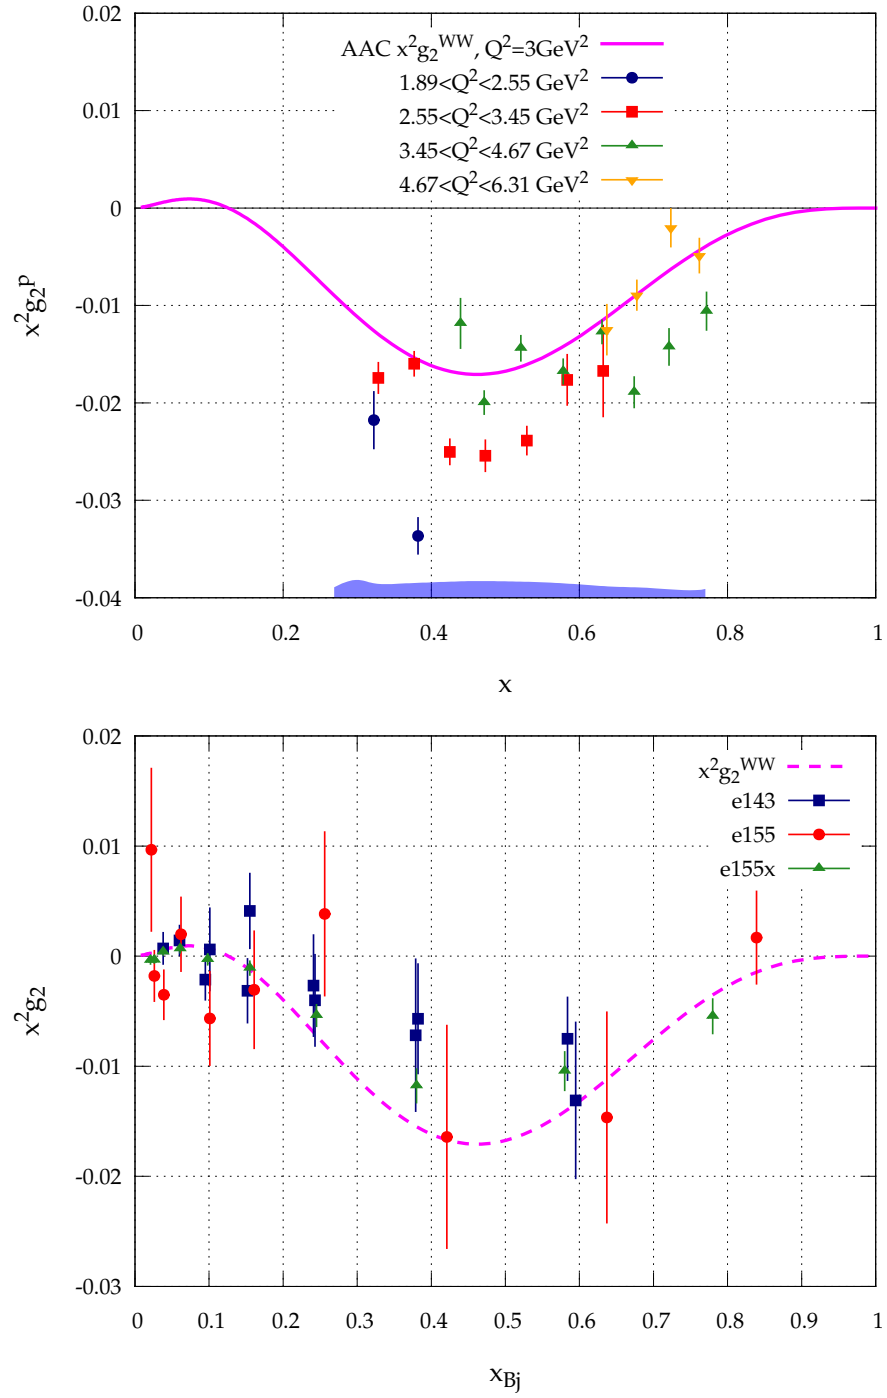 0.02
AAC x²g₂ᵂᵂ, Q²=3GeV²
1.89<Q²<2.55 GeV²
0.01
2.55<Q²<3.45 GeV²
3.45<Q²<4.67 GeV²
4.67<Q²<6.31 GeV²
0
x²g₂p
-0.01
-0.02
-0.03
-0.04
0 0.2 0.4 0.6 0.8 1
x
0.02
x²g₂ᵂᵂ
e143
0.01
e155
e155x
0
x²g₂
-0.01
-0.02
-0.03
0 0.1 0.2 0.3 0.4 0.5 0.6 0.7 0.8 0.9 1
x_Bj